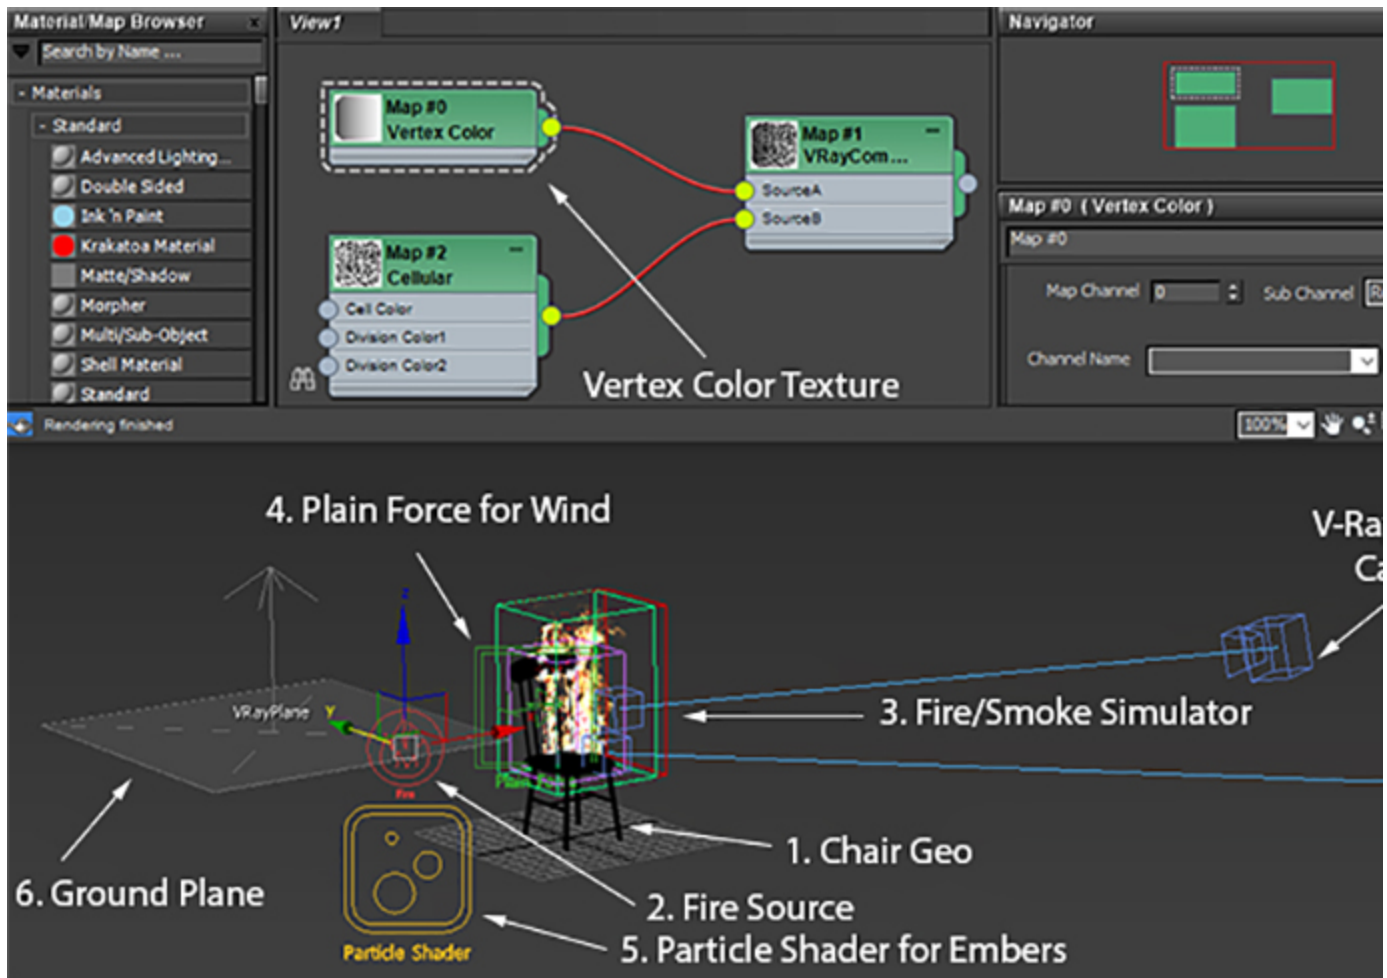 Material/Map Browser
x
View1
Navigator
Search by Name ...
- Materials
- Standard
Advanced Lighting...
Double Sided
Ink 'n Paint
Krakatoa Material
Matte/Shadow
Morpher
Multi/Sub-Object
Shell Material
Standard
Map #0
Vertex Color
Map #1
VRayCom...
SourceA
SourceB
Map #2
Cellular
Cell Color
Division Color1
Division Color2
Vertex Color Texture
Map #0 ( Vertex Color )
Map #0
Map Channel
0
Sub Channel
Channel Name
Rendering finished
100%
4. Plain Force for Wind
V-Ra
Ca
z
VRayPlane
y
3. Fire/Smoke Simulator
Fire
1. Chair Geo
6. Ground Plane
2. Fire Source
5. Particle Shader for Embers
Particle Shader